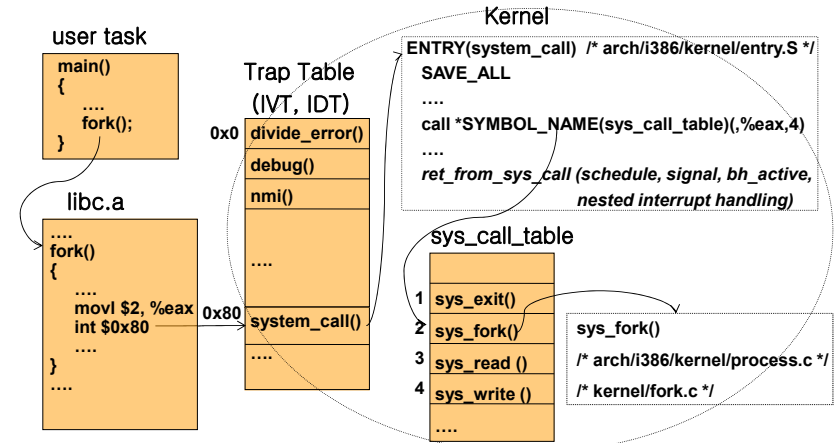 user task
main()
{
....
fork();
}
libc.a
....
fork()
{
....
movl $2, %eax
int $0x80
....
}
....
Trap Table
(IVT, IDT)
0x0 divide_error()
debug()
nmi()
....
0x80 system_call()
....
Kernel
ENTRY(system_call) /* arch/i386/kernel/entry.S */
SAVE_ALL
....
call *SYMBOL_NAME(sys_call_table)(,%eax,4)
....
ret_from_sys_call (schedule, signal, bh_active,
nested interrupt handling)
sys_call_table
1 sys_exit()
2 sys_fork()
3 sys_read ()
4 sys_write ()
....
sys_fork()
/* arch/i386/kernel/process.c */
/* kernel/fork.c */